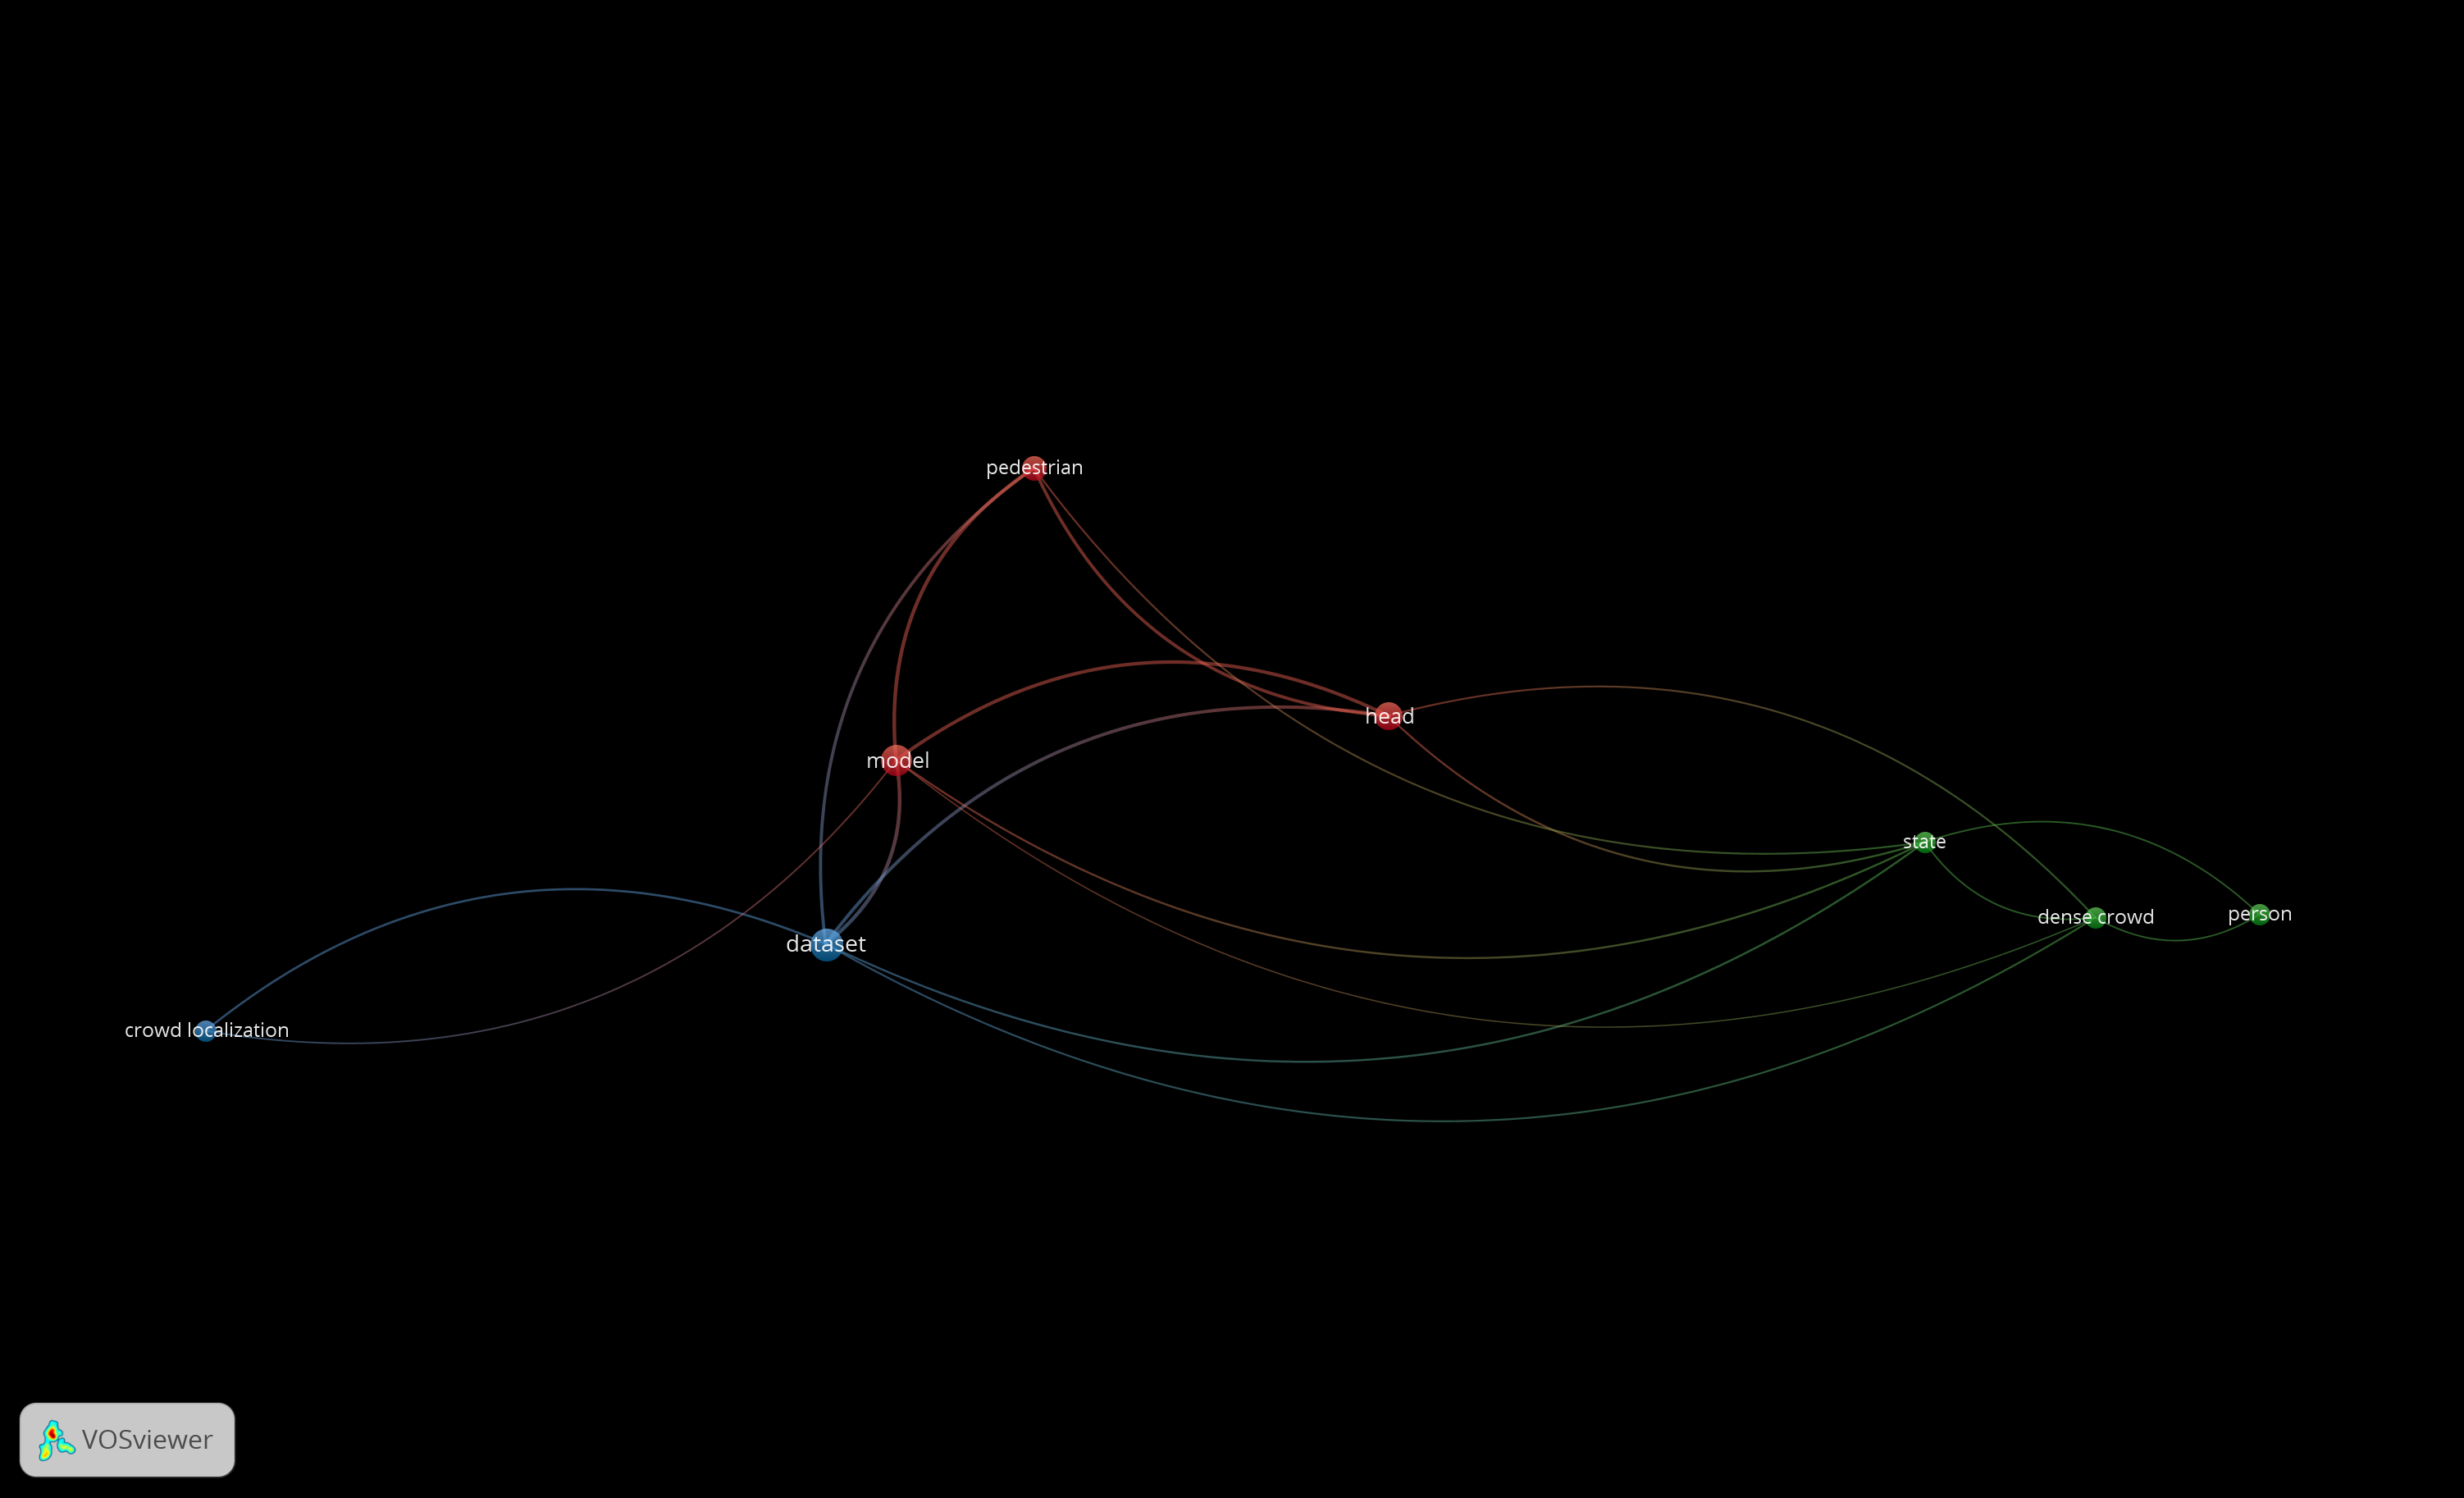 pedestrian
head
model
state
dense crowd
person
dataset
crowd localization
VOSviewer